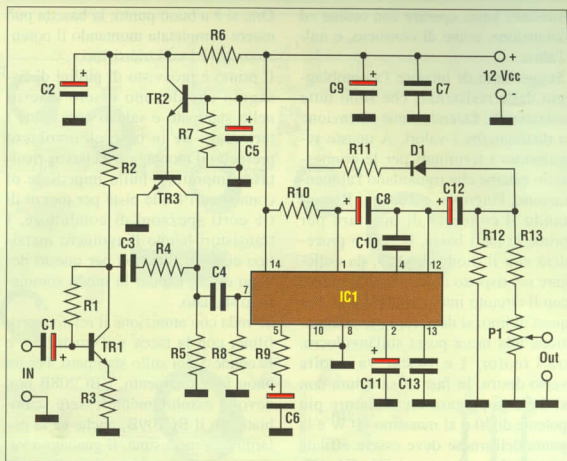 R6
C2
+
TR2
R7
+
C5
C9
+
C7
+
12 Vcc
-
R2
TR3
R11
D1
R10
+
C8
C12
+
C10
R12
R13
C3
R4
14
1
4
12
C4
7
IC1
R1
C1
+
TR1
IN
R3
R5
R8
R9
5
10
8
2
13
+
C6
C11
+
C13
P1
Out